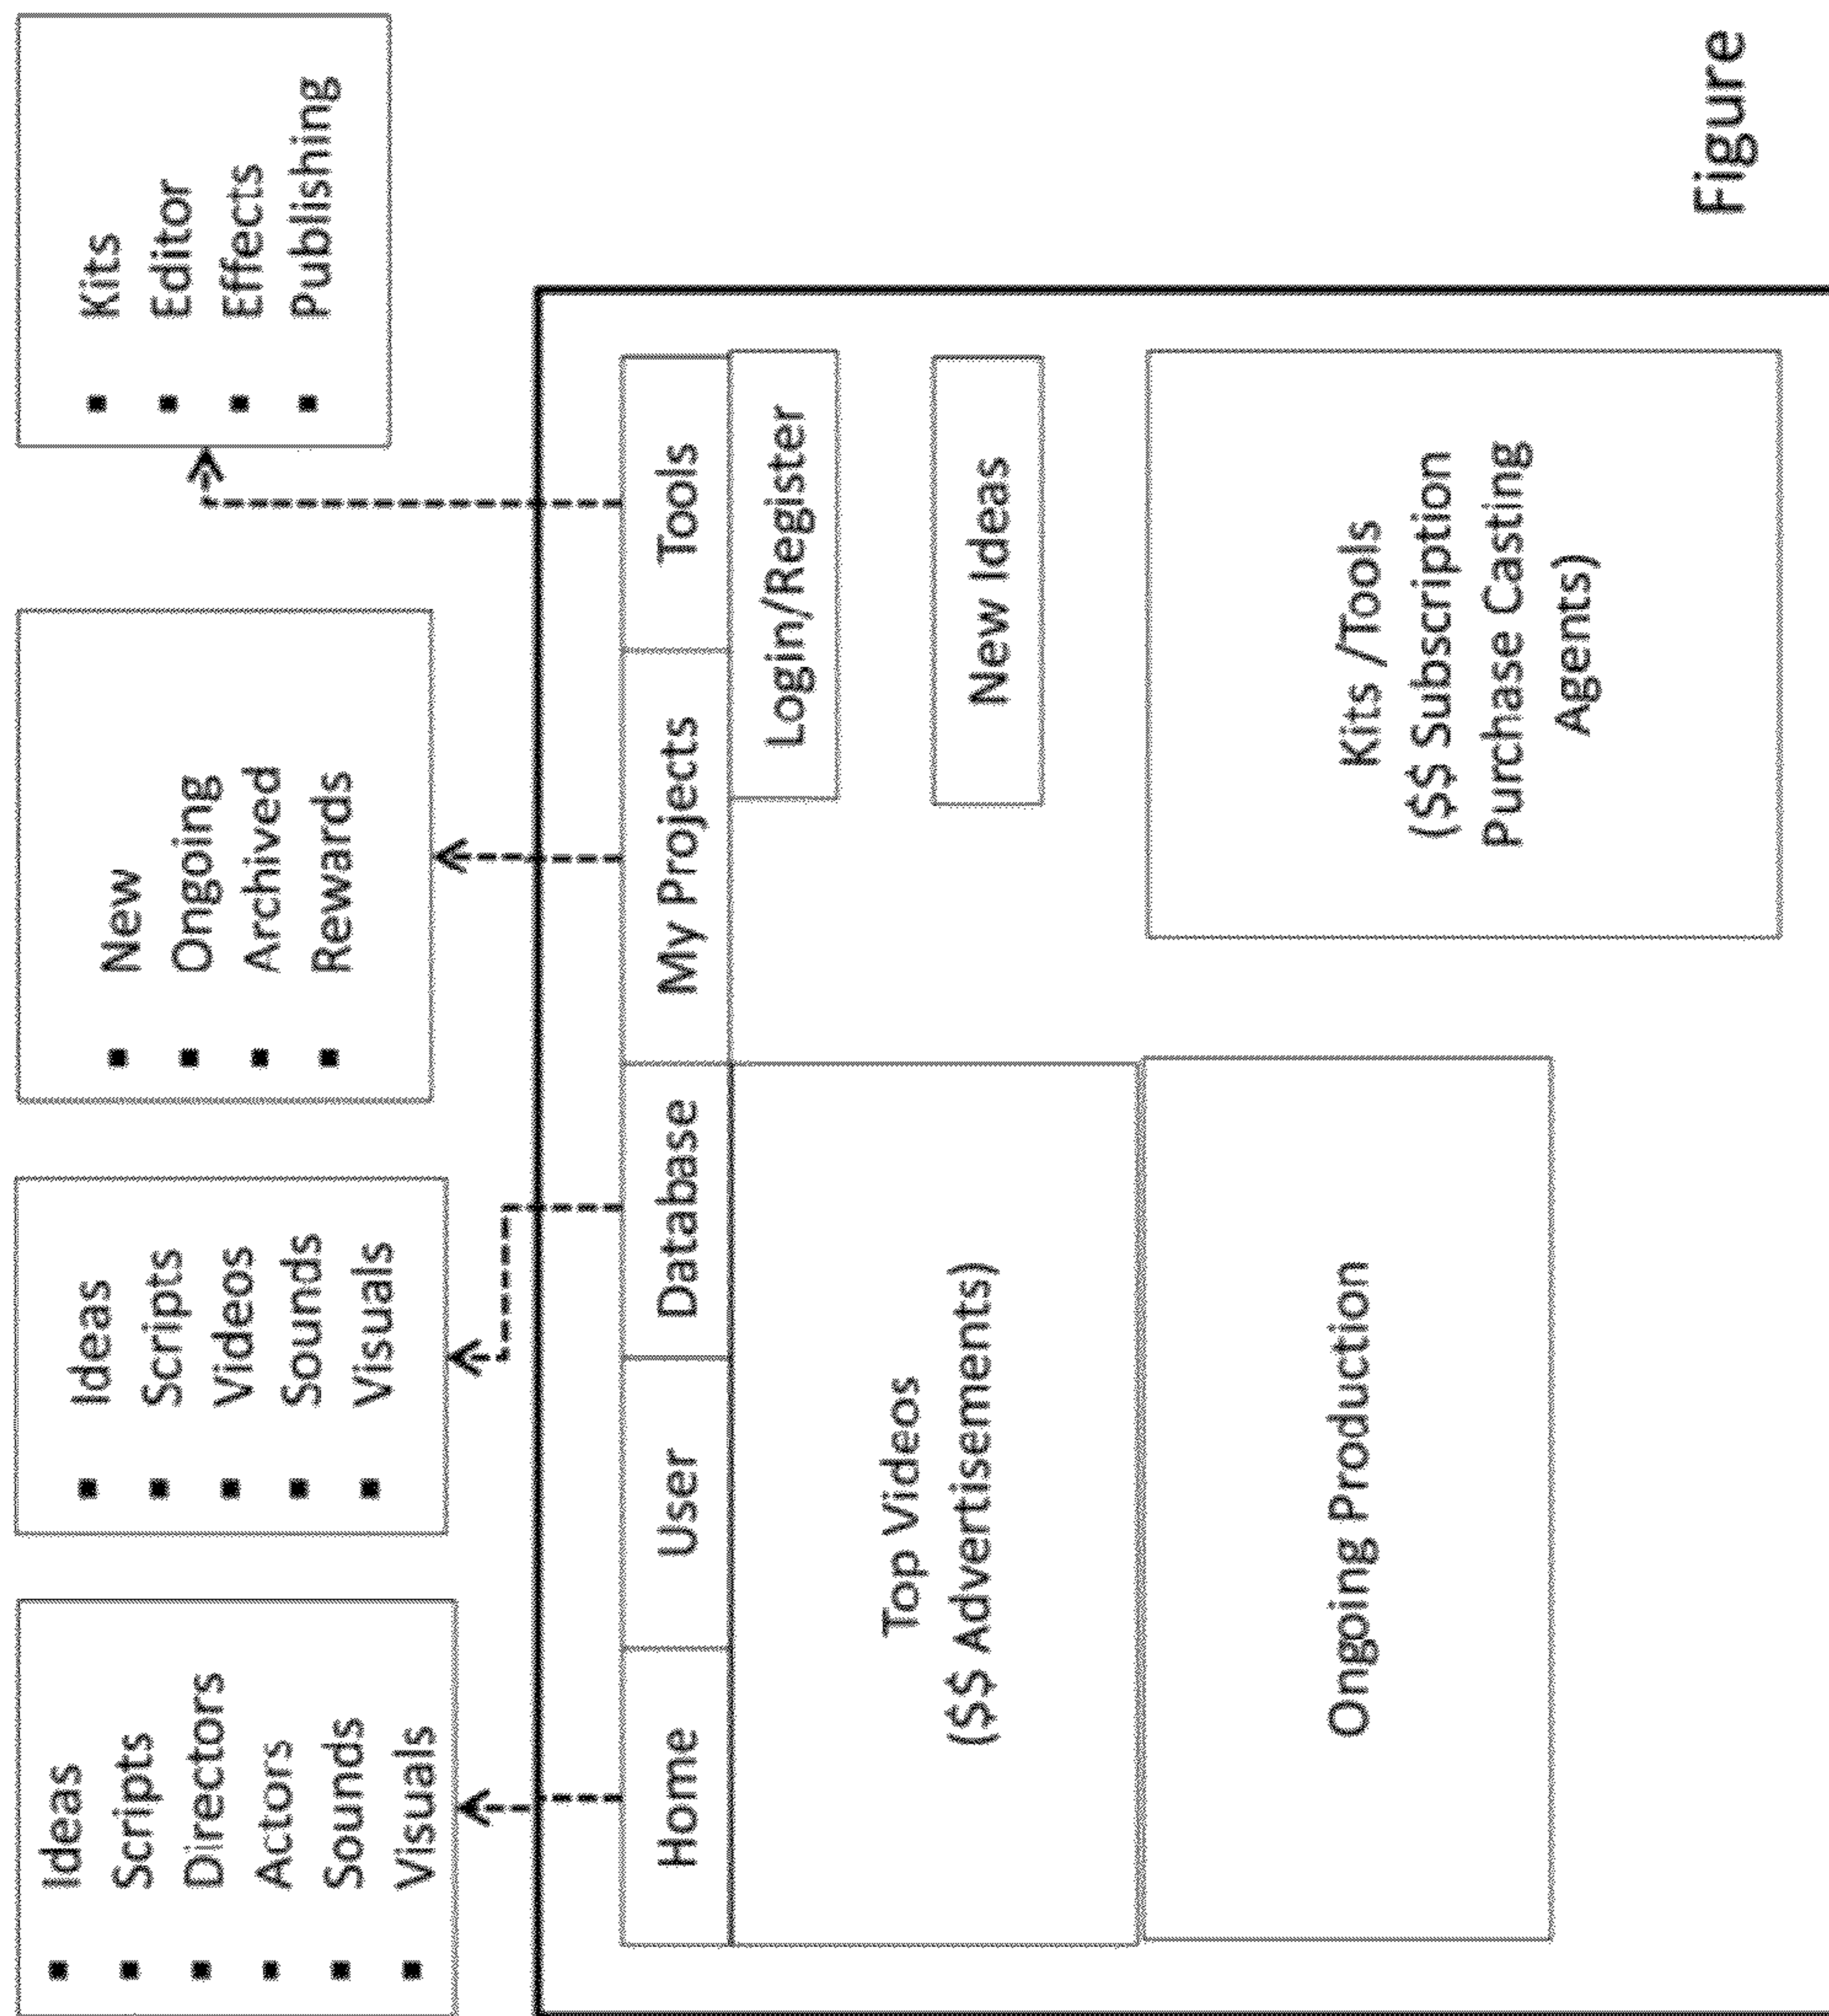 ▪ Ideas
▪ Scripts
▪ Directors
▪ Actors
▪ Sounds
▪ Visuals
▪ Ideas
▪ Scripts
▪ Videos
▪ Sounds
▪ Visuals
▪ New
▪ Ongoing
▪ Archived
▪ Rewards
▪ Kits
▪ Editor
▪ Effects
▪ Publishing
Home
User
Database
My Projects
Tools
Login/Register
Top Videos
($$ Advertisements)
New Ideas
Ongoing Production
Kits /Tools
($$ Subscription
Purchase Casting
Agents)
Figure